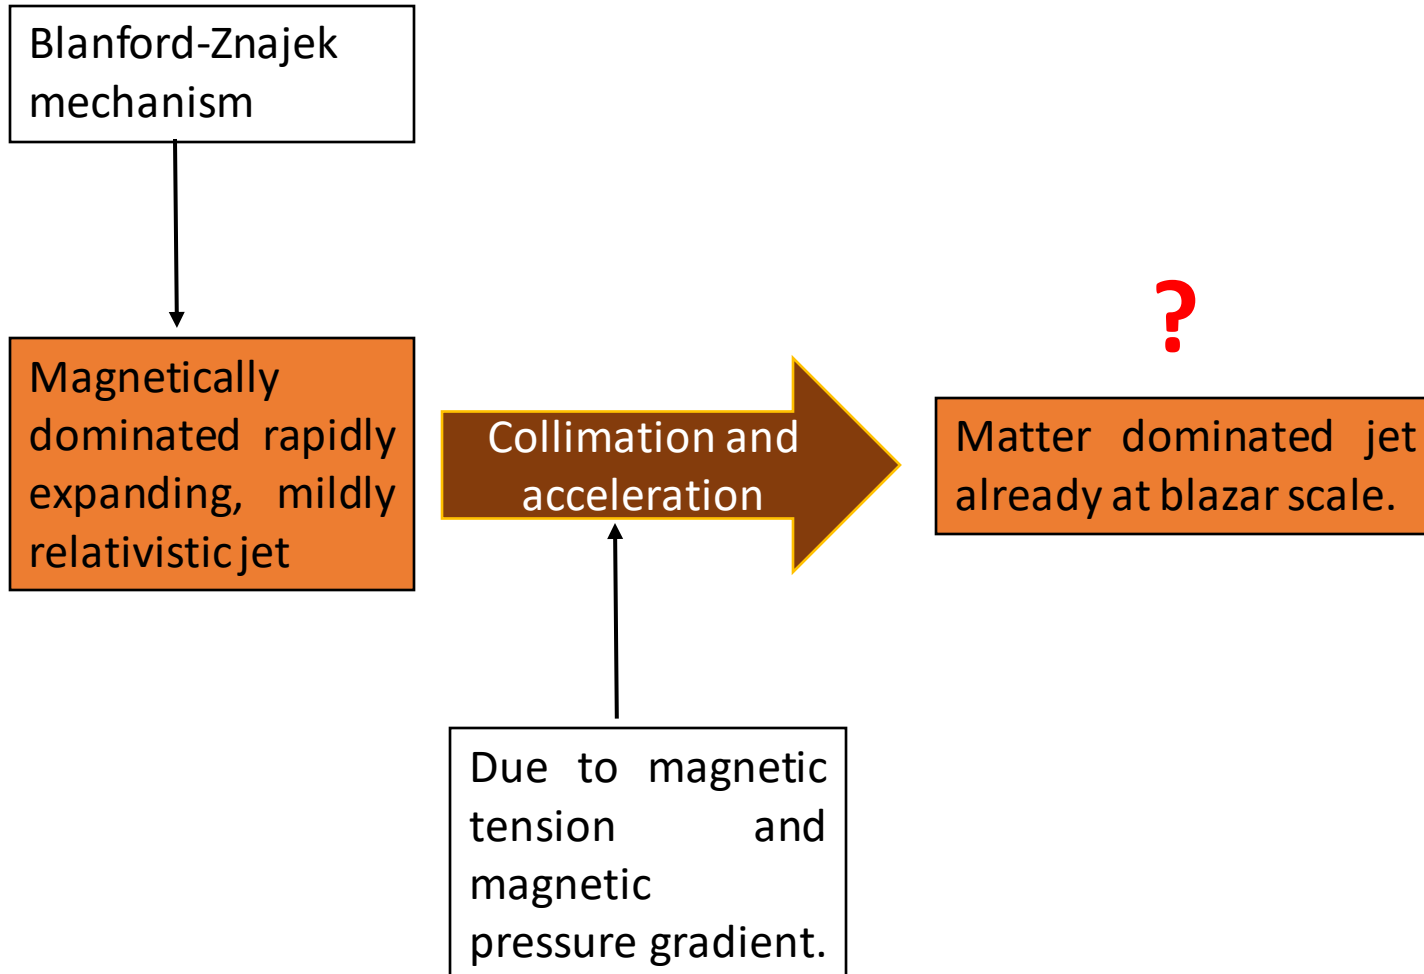 Blanford-Znajek
mechanism
?
Magnetically
dominated rapidly
expanding, mildly
relativistic jet
Collimation and
acceleration
Matter dominated jet
already at blazar scale.
Due to magnetic
tension and
magnetic
pressure gradient.